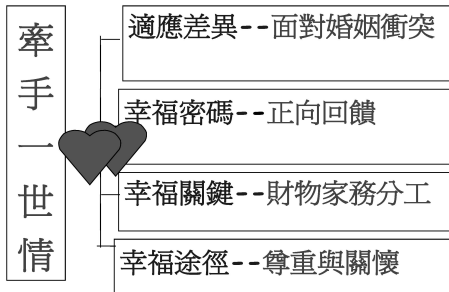 牽手一世情
適應差異--面對婚姻衝突
幸福密碼--正向回饋
幸福關鍵--財物家務分工
幸福途徑--尊重與關懷